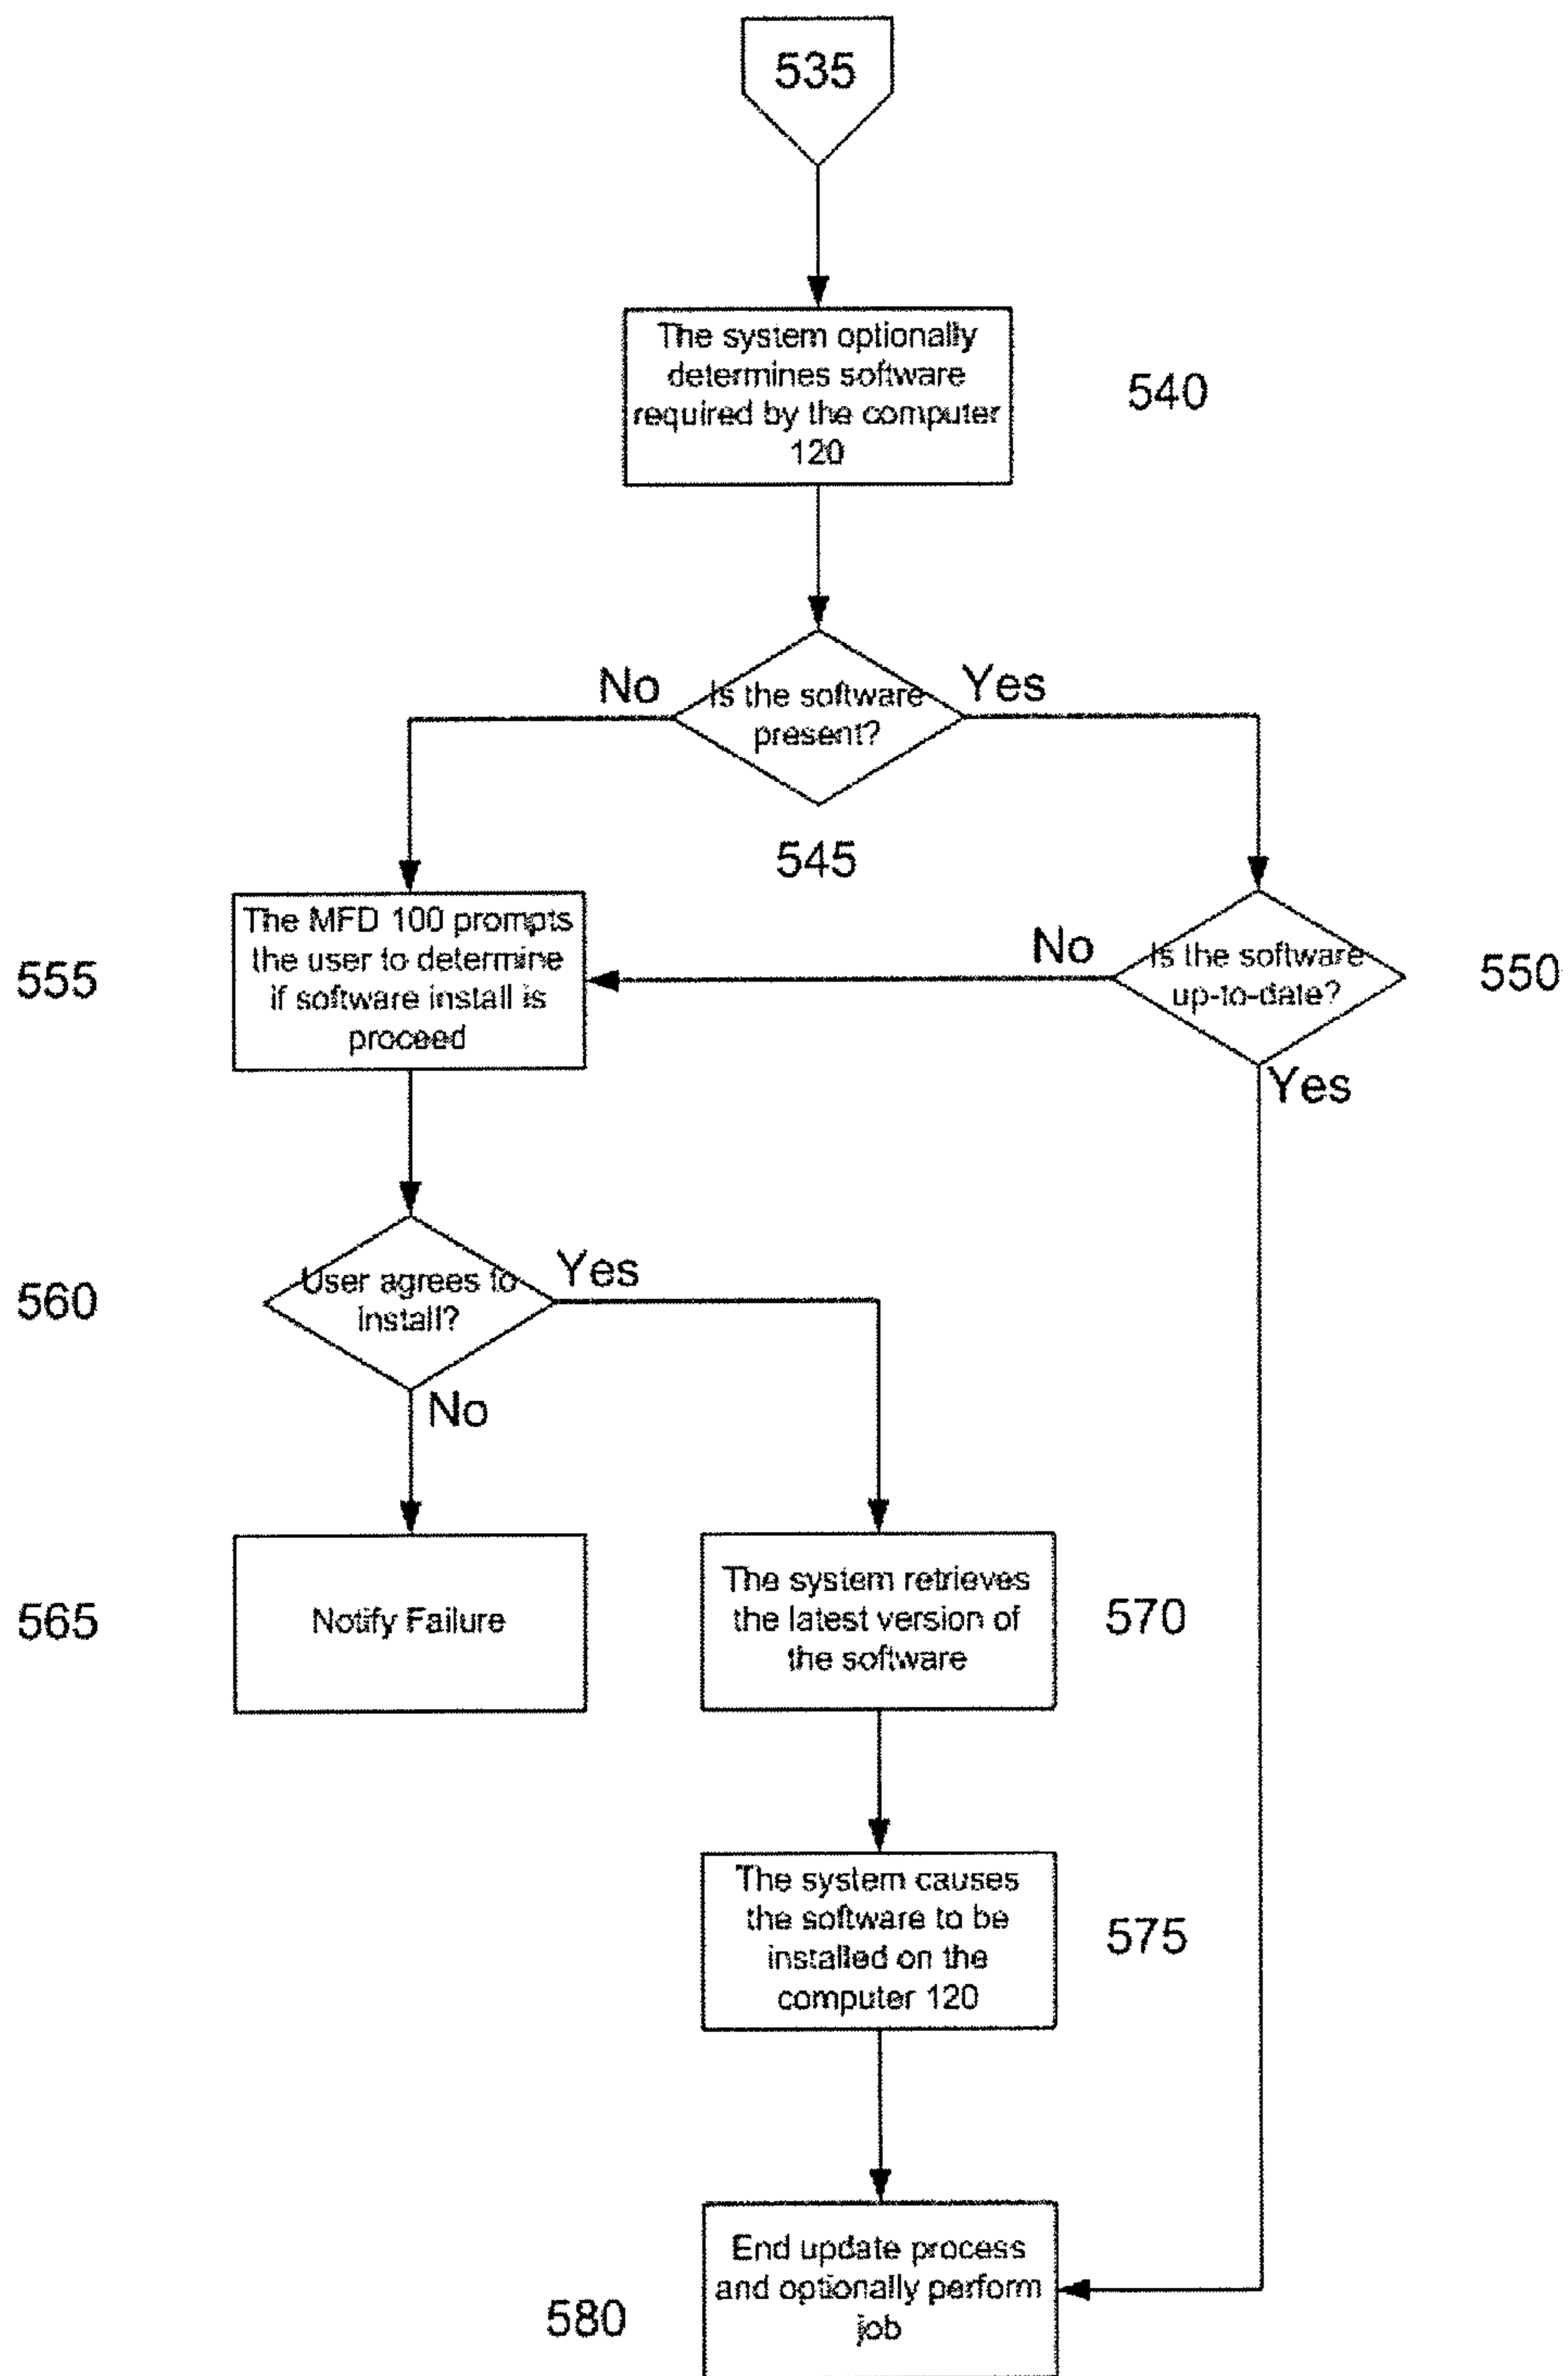 535
The system optionally
determines software
required by the computer
120
540
No
Is the software
present?
Yes
545
The MFD 100 prompts
the user to determine
if software install is
proceed
555
No
Is the software
up-to-date?
550
Yes
560
User agrees to
install?
Yes
No
565
Notify Failure
The system retrieves
the latest version of
the software
570
The system causes
the software to be
installed on the
computer 120
575
End update process
and optionally perform
job
580